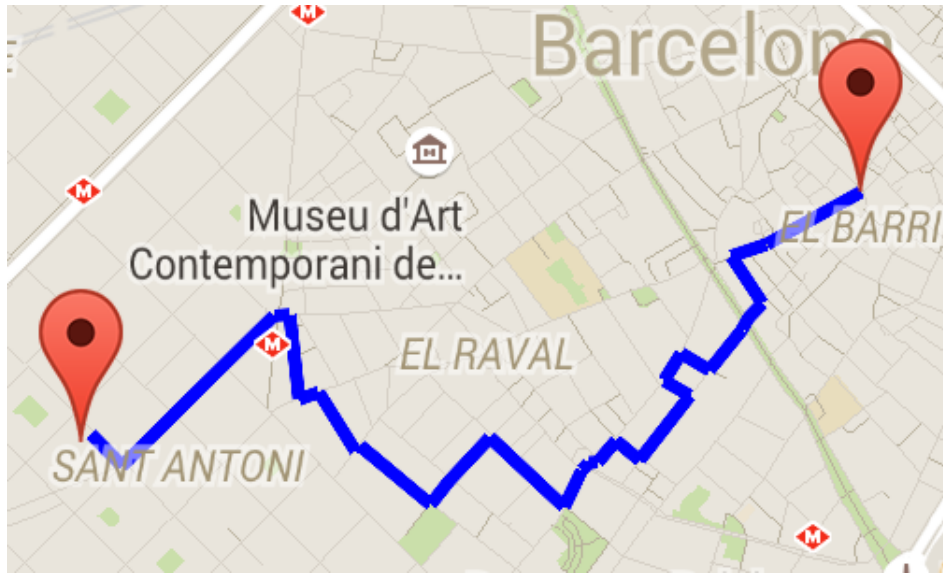 Barcelona
M
M
Museu d'Art
Contemporani de...
EL BARRI
M
EL RAVAL
SANT ANTONI
M